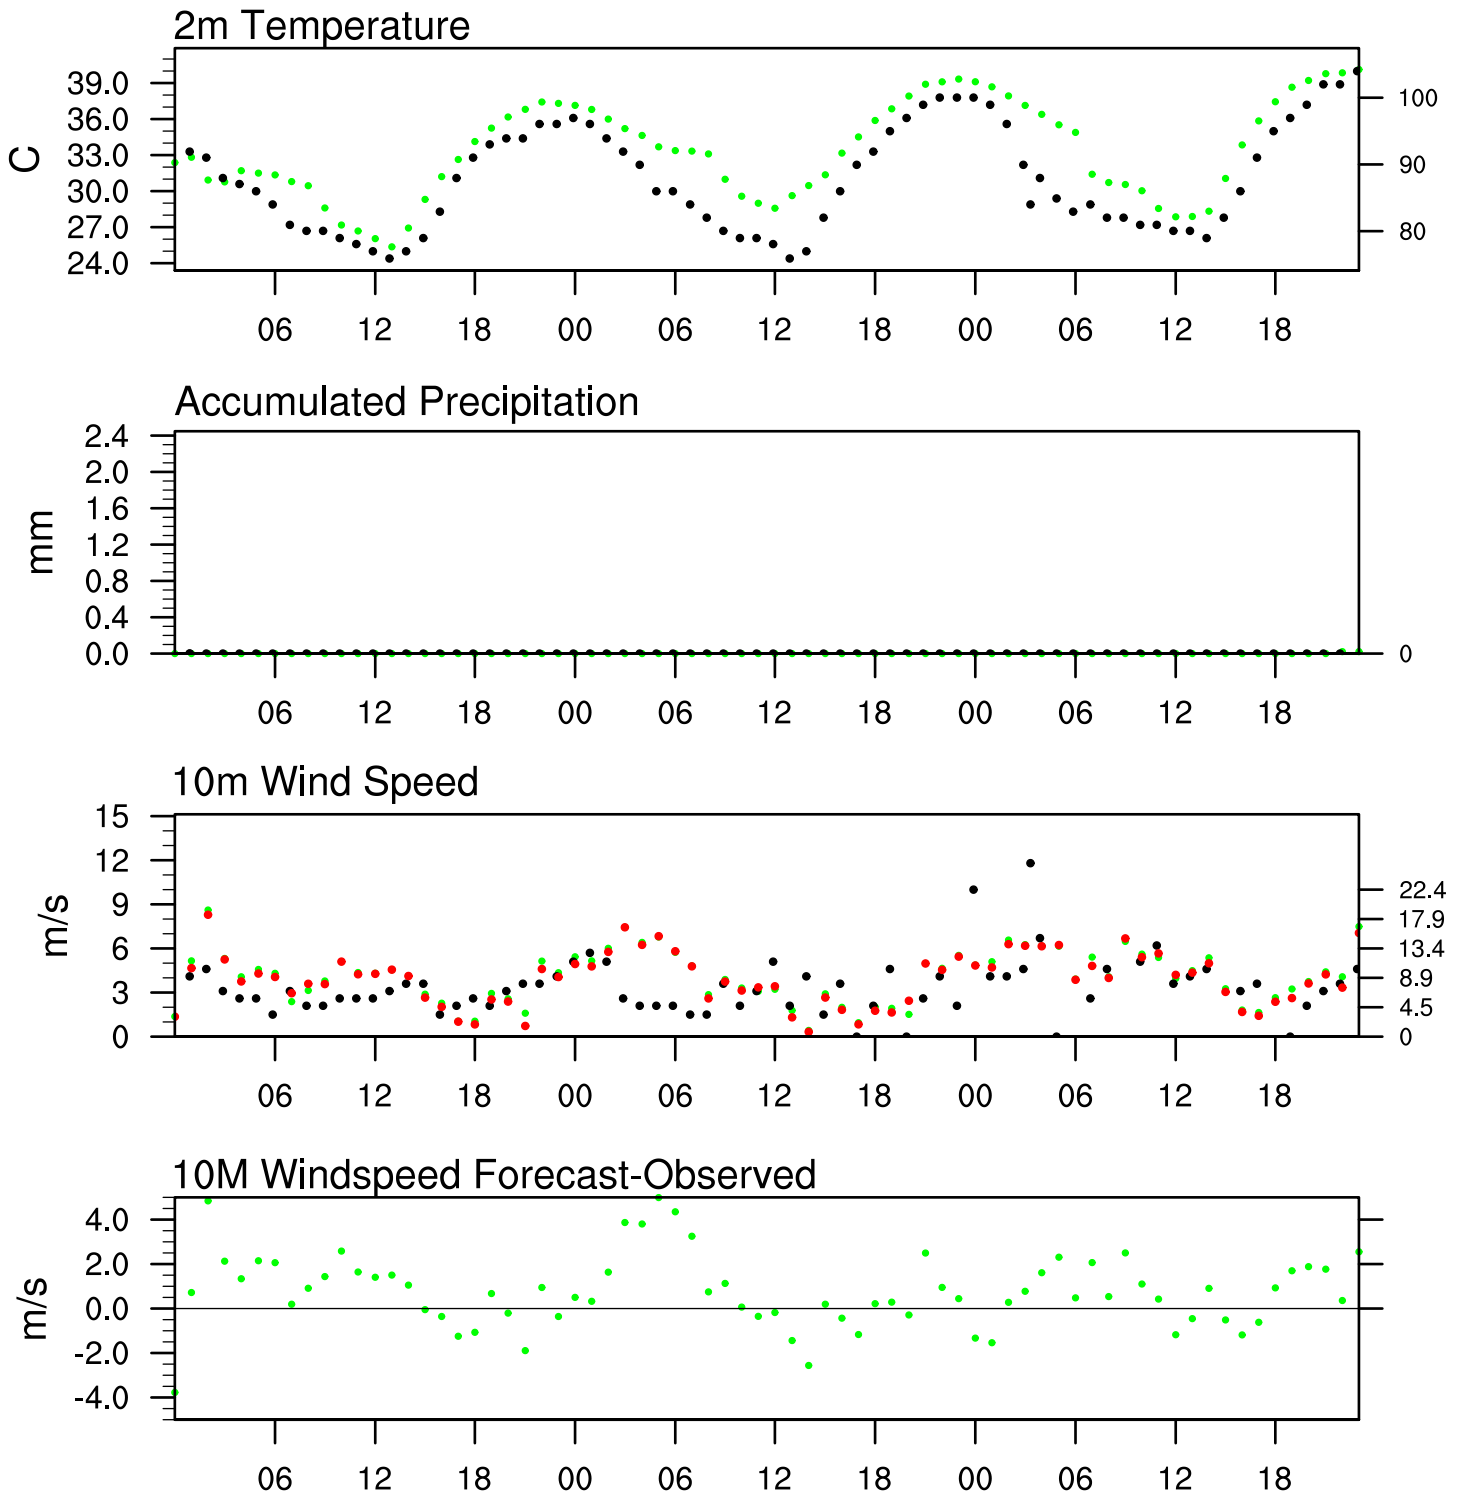 2m Temperature
39.0
36.0
33.0
30.0
27.0
24.0
C
100
90
80
06 12 18 00 06 12 18 00 06 12 18
Accumulated Precipitation
2.4
2.0
1.6
1.2
0.8
0.4
0.0
mm
0
06 12 18 00 06 12 18 00 06 12 18
10m Wind Speed
15
12
9
6
3
0
m/s
22.4
17.9
13.4
8.9
4.5
0
06 12 18 00 06 12 18 00 06 12 18
10M Windspeed Forecast-Observed
4.0
2.0
0.0
-2.0
-4.0
m/s
06 12 18 00 06 12 18 00 06 12 18